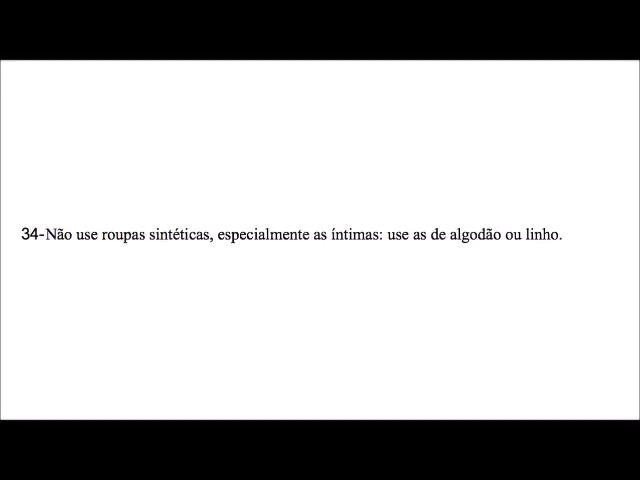 34-Não use roupas sintéticas, especialmente as íntimas: use as de algodão ou linho.